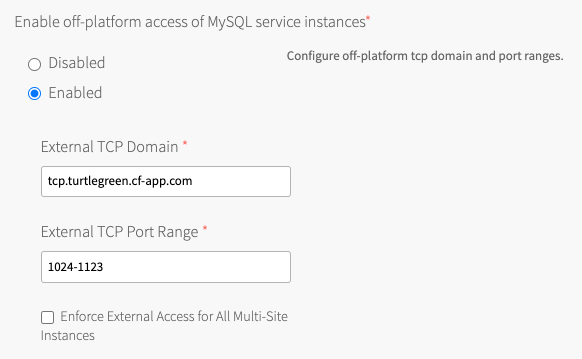 Enable off-platform access of MySQL service instances*
Configure off-platform tcp domain and port ranges.
Disabled
Enabled
External TCP Domain *
tcp.turtlegreen.cf-app.com
External TCP Port Range *
1024-1123
Enforce External Access for All Multi-Site
Instances